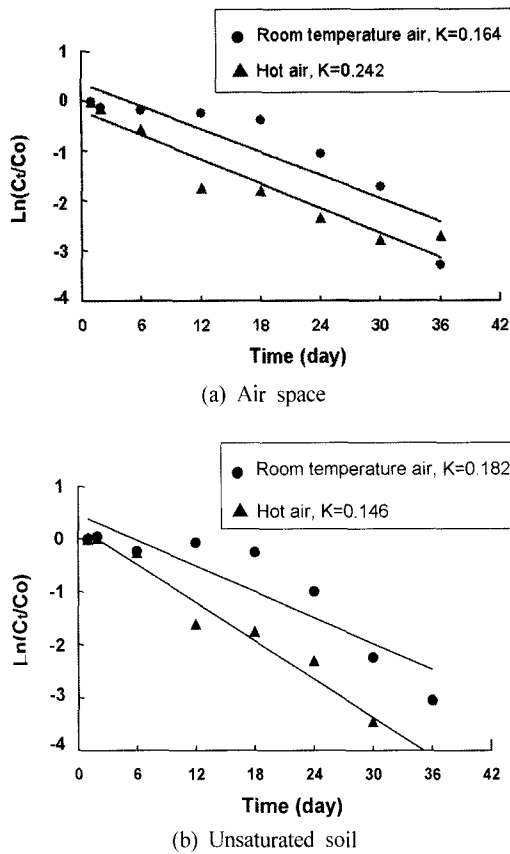 Room temperature air, K=0.164
Hot air, K=0.242
1
0
-1
-2
-3
-4
Ln(Ct/Co)
0 6 12 18 24 30 36 42
Time (day)
(a) Air space
Room temperature air, K=0.182
Hot air, K=0.146
1
0
-1
-2
-3
-4
Ln(Ct/Co)
0 6 12 18 24 30 36 42
Time (day)
(b) Unsaturated soil